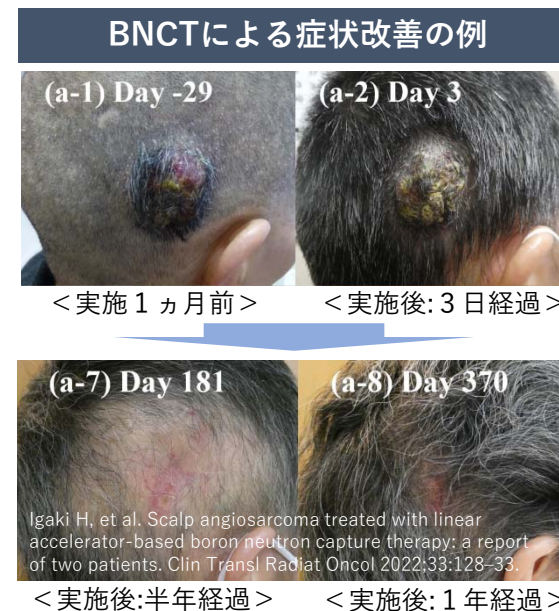 BNCTによる症状改善の例
(a-1) Day -29
(a-2) Day 3
＜実施１ヵ月前＞
＜実施後:３日経過＞
(a-7) Day 181
(a-8) Day 370
Igaki H, et al. Scalp angiosarcoma treated with linear
accelerator-based boron neutron capture therapy: a report
of two patients. Clin Transl Radiat Oncol 2022;33:128–33.
＜実施後:半年経過＞
＜実施後:１年経過＞